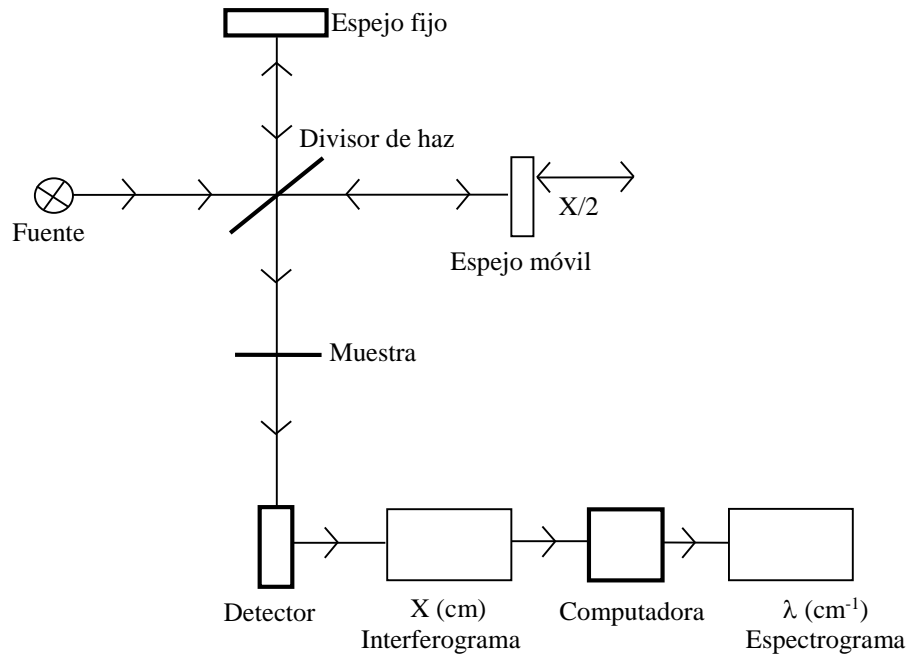 Espejo fijo
Divisor de haz
Fuente
X/2
Espejo móvil
Muestra
Detector
X (cm)
Interferograma
Computadora
λ (cm-1)
Espectrograma